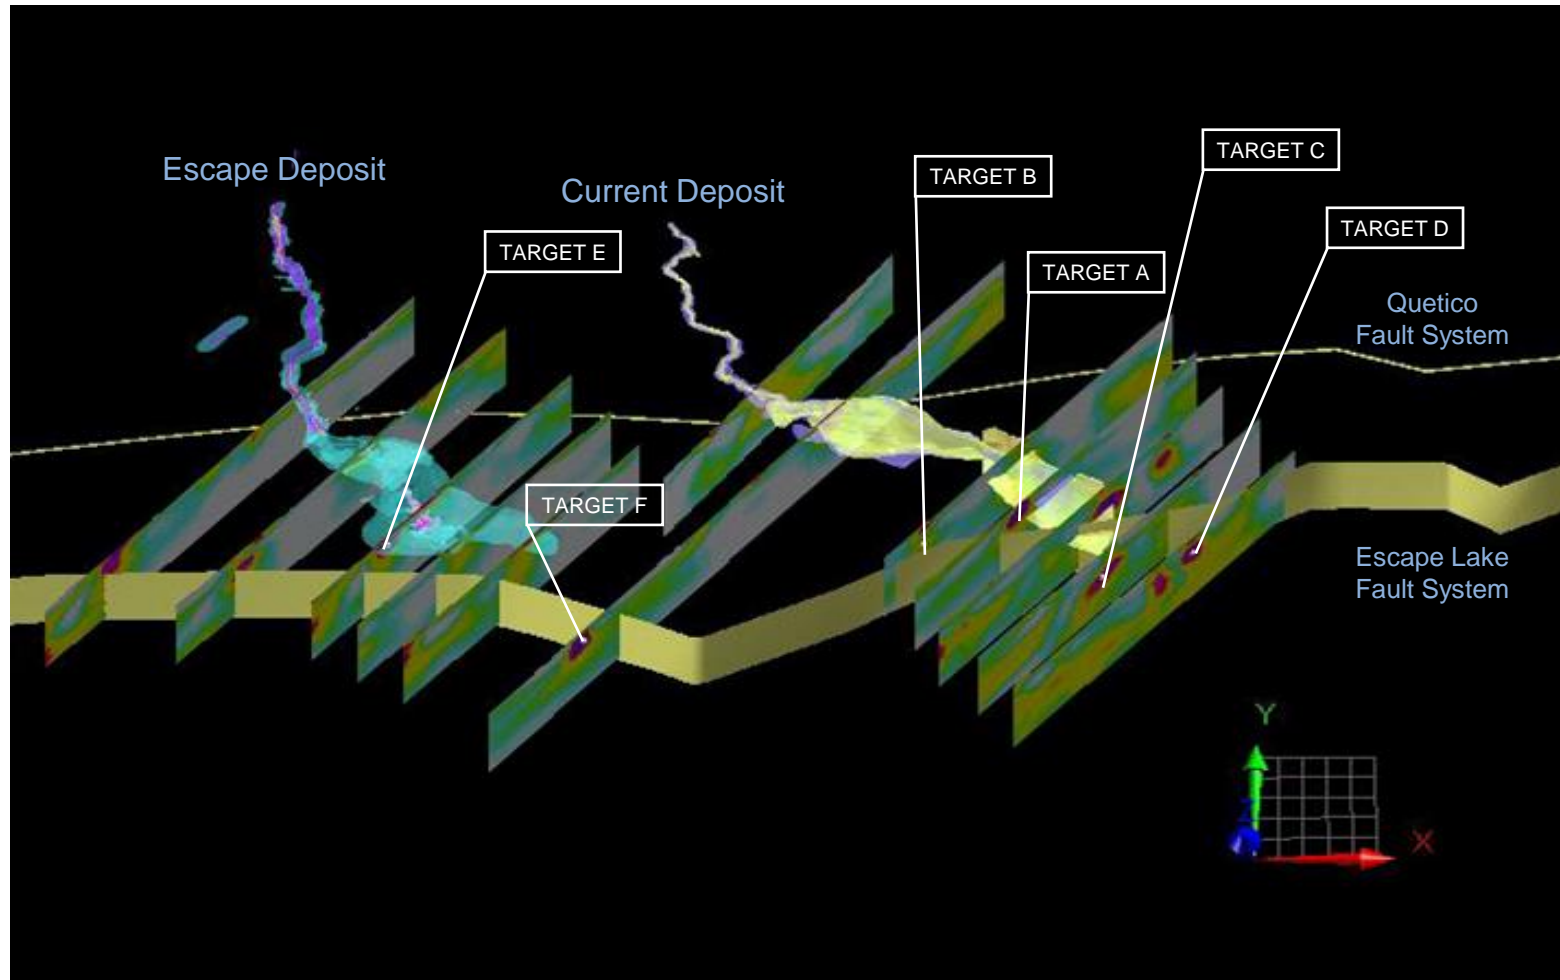 TARGET C
Escape Deposit
TARGET B
Current Deposit
TARGET D
TARGET E
TARGET A
Quetico
Fault System
TARGET F
Escape Lake
Fault System
Y
X